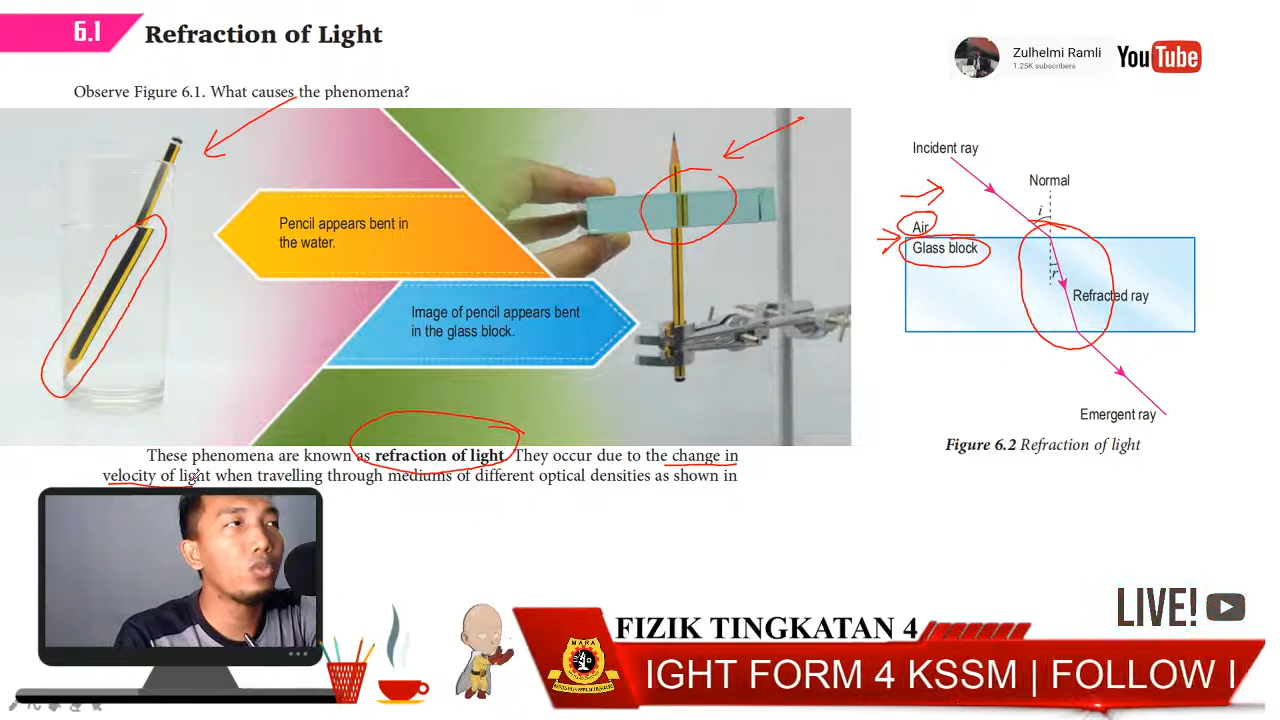 6.1 Refraction of Light
Zulhelmi Ramli
1.25K subscribers
YouTube
Observe Figure 6.1. What causes the phenomena?
Pencil appears bent in
the water.
Image of pencil appears bent
in the glass block.
Incident ray
Normal
i
Air
Glass block
r
Refracted ray
Emergent ray
Figure 6.2 Refraction of light
These phenomena are known as refraction of light. They occur due to the change in
velocity of light when travelling through mediums of different optical densities as shown in
LIVE!
FIZIK TINGKATAN 4
MARA
IGHT FORM 4 KSSM | FOLLOW I